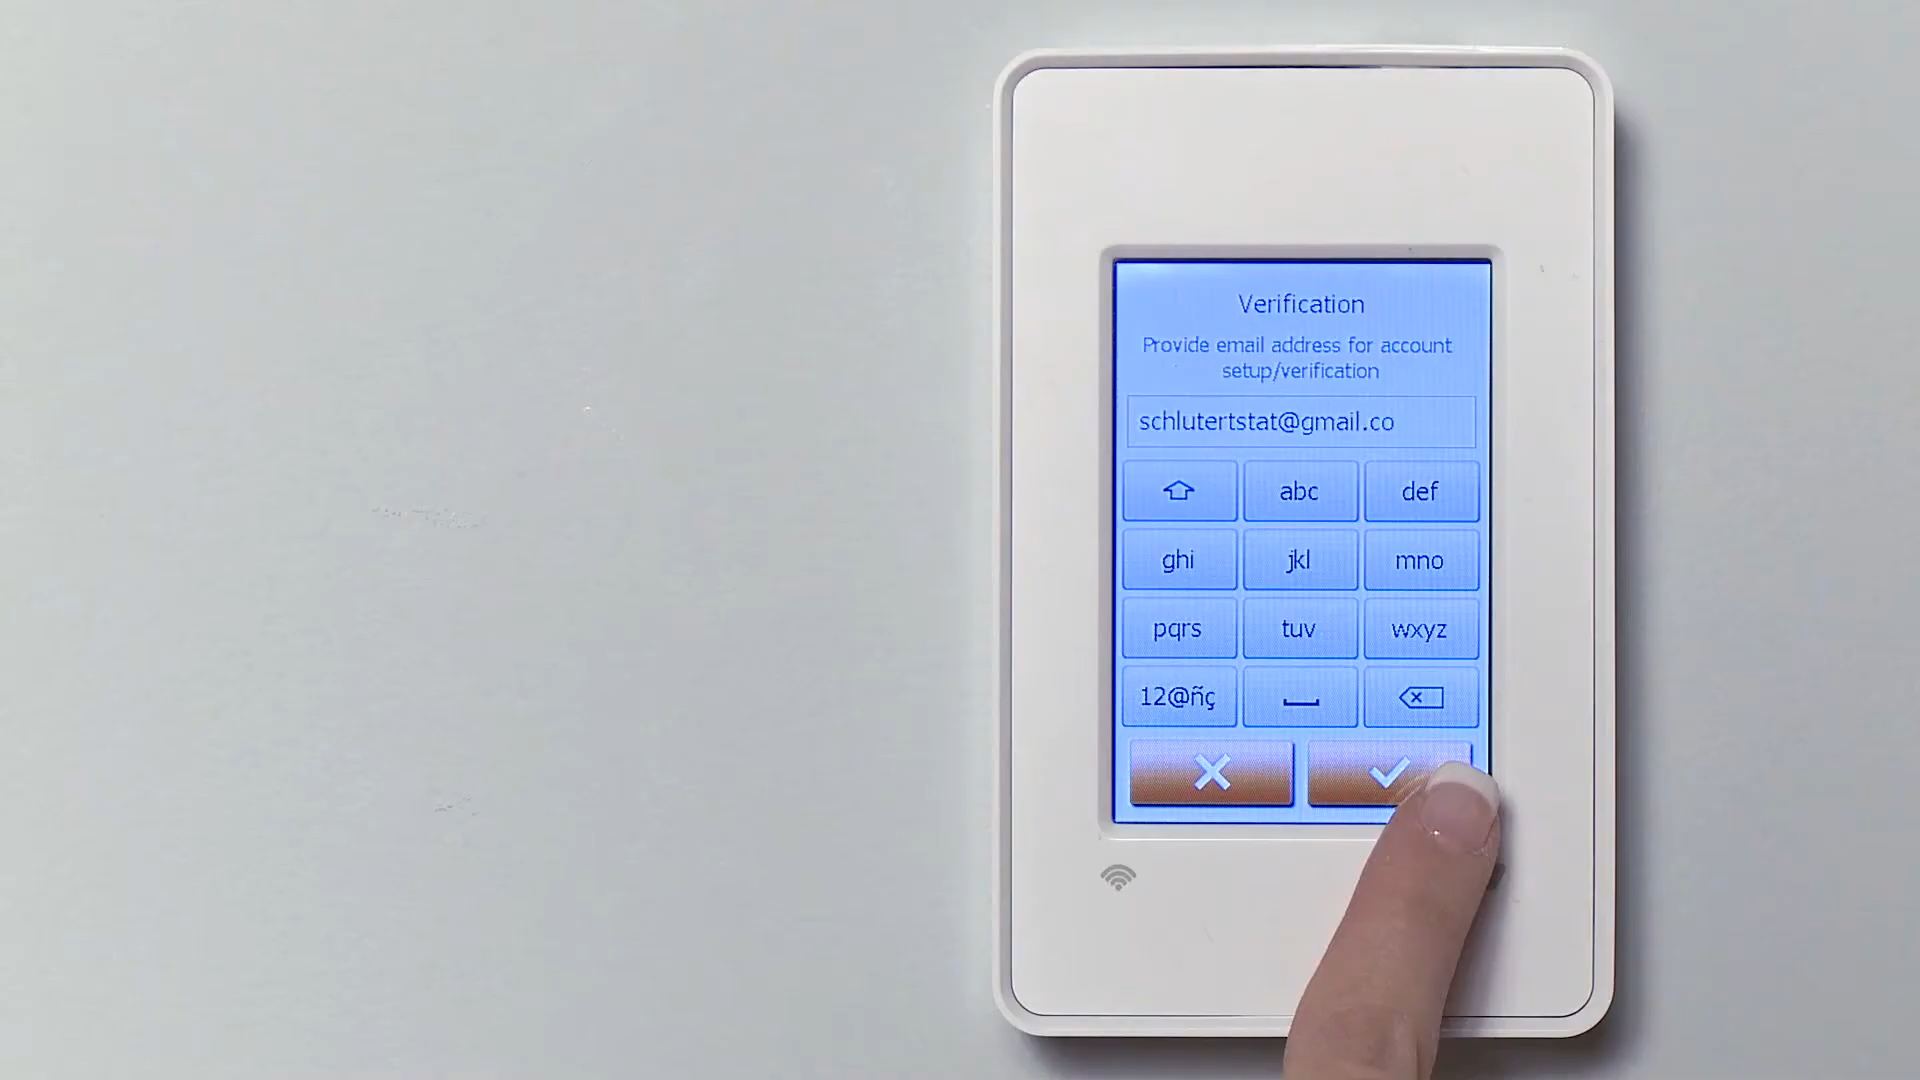 Verification
Provide email address for account
setup/verification
schlutertstat@gmail.co
abc
def
ghi
jkl
mno
pqrs
tuv
wxyz
12@ñç